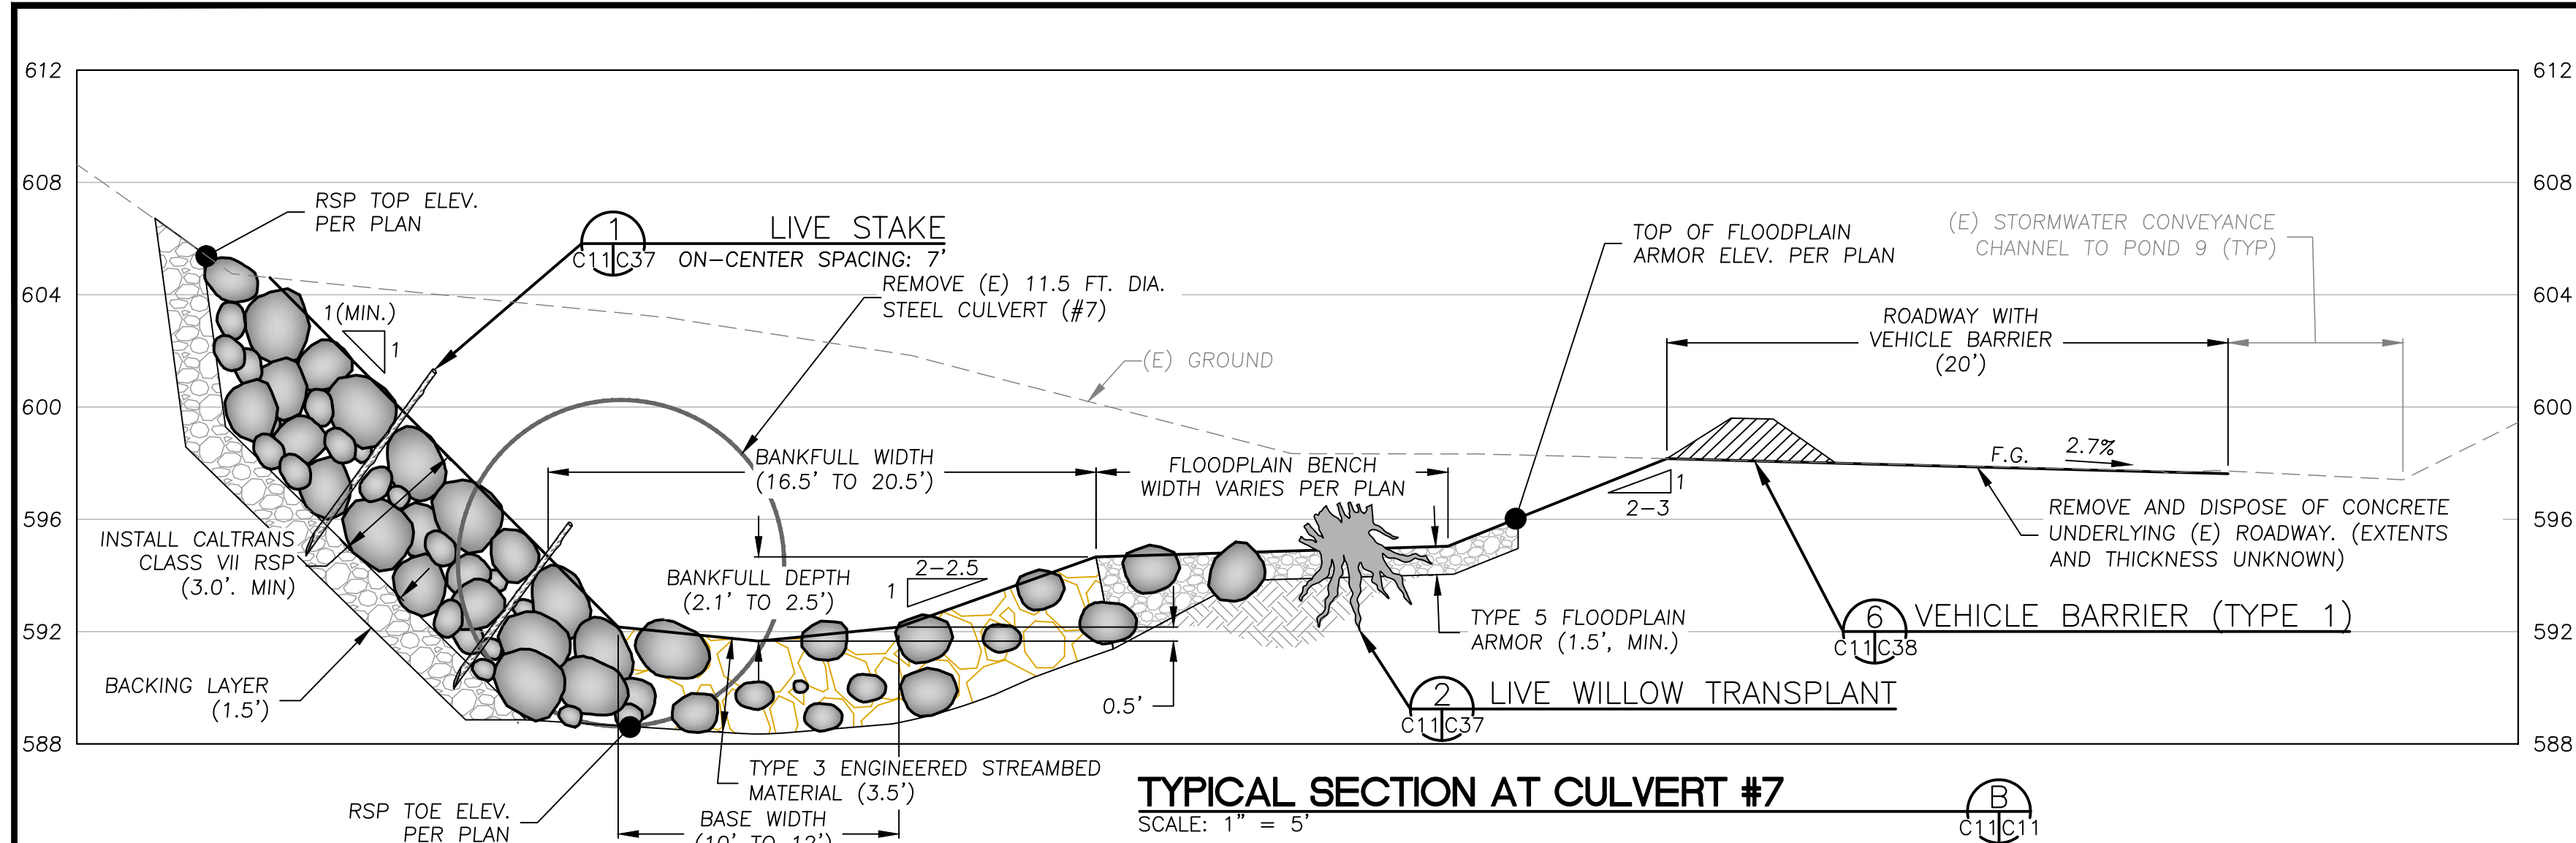 612
612
608
608
604
604
600
600
596
596
592
592
588
588
RSP TOP ELEV.
PER PLAN
1
C11 C37
LIVE STAKE
ON-CENTER SPACING: 7'
REMOVE (E) 11.5 FT. DIA.
STEEL CULVERT (#7)
1(MIN.)
1
(E) GROUND
TOP OF FLOODPLAIN
ARMOR ELEV. PER PLAN
(E) STORMWATER CONVEYANCE
CHANNEL TO POND 9 (TYP)
ROADWAY WITH
VEHICLE BARRIER
(20')
BANKFULL WIDTH
(16.5' TO 20.5')
FLOODPLAIN BENCH
WIDTH VARIES PER PLAN
F.G.
2.7%
1
2-3
REMOVE AND DISPOSE OF CONCRETE
UNDERLYING (E) ROADWAY. (EXTENTS
AND THICKNESS UNKNOWN)
INSTALL CALTRANS
CLASS VII RSP
(3.0'. MIN)
BANKFULL DEPTH
(2.1' TO 2.5')
2-2.5
1
TYPE 5 FLOODPLAIN
ARMOR (1.5', MIN.)
6
C11 C38
VEHICLE BARRIER (TYPE 1)
BACKING LAYER
(1.5')
0.5'
2
C11 C37
LIVE WILLOW TRANSPLANT
TYPE 3 ENGINEERED STREAMBED
MATERIAL (3.5')
RSP TOE ELEV.
PER PLAN
BASE WIDTH
(10' TO 12')
TYPICAL SECTION AT CULVERT #7
SCALE: 1" = 5'
B
C11 C11